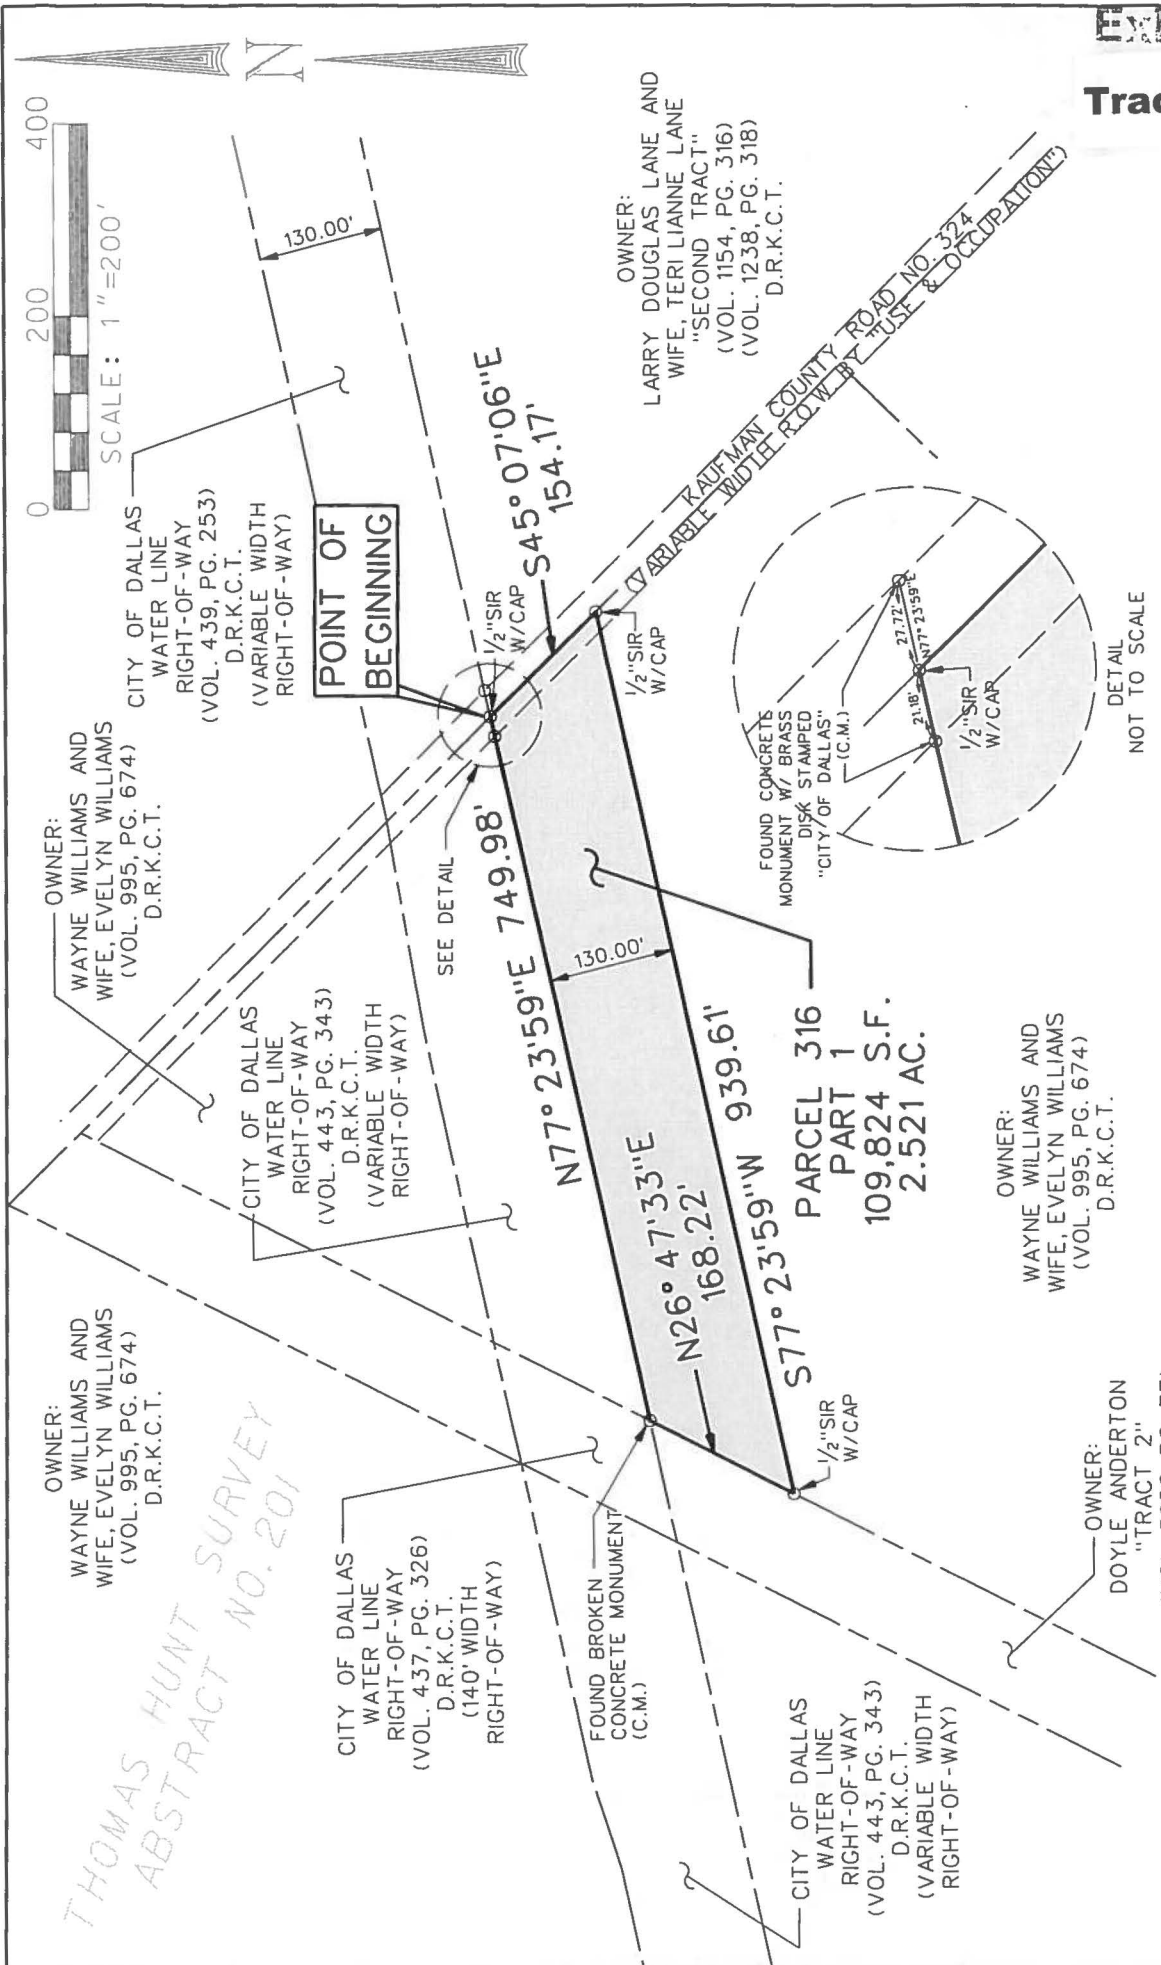 Trac
N
0 200 400
SCALE: 1"=200'
OWNER:
WAYNE WILLIAMS AND
WIFE, EVELYN WILLIAMS
(VOL. 995, PG. 674)
D.R.K.C.T.
OWNER:
WAYNE WILLIAMS AND
WIFE, EVELYN WILLIAMS
(VOL. 995, PG. 674)
D.R.K.C.T.
CITY OF DALLAS
WATER LINE
RIGHT-OF-WAY
(VOL. 439, PG. 253)
D.R.K.C.T.
(VARIABLE WIDTH
RIGHT-OF-WAY)
130.00'
THOMAS HUNT SURVEY
ABSTRACT NO. 201
CITY OF DALLAS
WATER LINE
RIGHT-OF-WAY
(VOL. 443, PG. 343)
D.R.K.C.T.
(VARIABLE WIDTH
RIGHT-OF-WAY)
POINT OF
BEGINNING
CITY OF DALLAS
WATER LINE
RIGHT-OF-WAY
(VOL. 437, PG. 326)
D.R.K.C.T.
(140' WIDTH
RIGHT-OF-WAY)
SEE DETAIL
1/2"SIR
W/CAP
S45°07'06"E
154.17'
N77°23'59"E 749.98'
OWNER:
LARRY DOUGLAS LANE AND
WIFE, TERI LIANNE LANE
"SECOND TRACT"
(VOL. 1154, PG. 316)
(VOL. 1238, PG. 318)
D.R.K.C.T.
FOUND BROKEN
CONCRETE MONUMENT
(C.M.)
130.00'
1/2"SIR
W/CAP
N26°47'33"E
168.22'
KAUFMAN COUNTY ROAD NO. 324
(VARIABLE WIDTH R.O.W. BY "USE & OCCUPATION")
S77°23'59"W 939.61'
1/2"SIR
W/CAP
PARCEL 316
PART 1
109,824 S.F.
2.521 AC.
FOUND CONCRETE
MONUMENT W/ BRASS
DISK STAMPED
"CITY OF DALLAS"
(C.M.)
27.72'
N77°23'59"E
21.18'
1/2"SIR
W/CAP
DETAIL
NOT TO SCALE
CITY OF DALLAS
WATER LINE
RIGHT-OF-WAY
(VOL. 443, PG. 343)
D.R.K.C.T.
(VARIABLE WIDTH
RIGHT-OF-WAY)
OWNER:
WAYNE WILLIAMS AND
WIFE, EVELYN WILLIAMS
(VOL. 995, PG. 674)
D.R.K.C.T.
OWNER:
DOYLE ANDERTON
"TRACT 2"